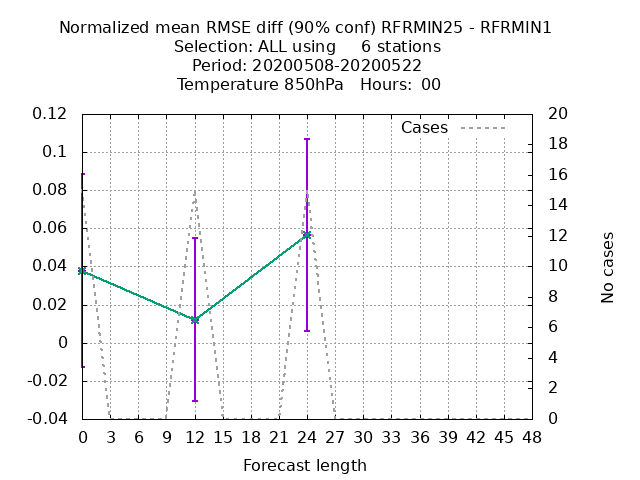 Normalized mean RMSE diff (90% conf) RFRMIN25 - RFRMIN1
Selection: ALL using     6 stations
Period: 20200508-20200522
Temperature 850hPa   Hours:  00
0.12
0.1
0.08
0.06
0.04
0.02
0
-0.02
-0.04
Cases
20
18
16
14
12
10
8
6
4
2
0
No cases
0 3 6 9 12 15 18 21 24 27 30 33 36 39 42 45 48
Forecast length